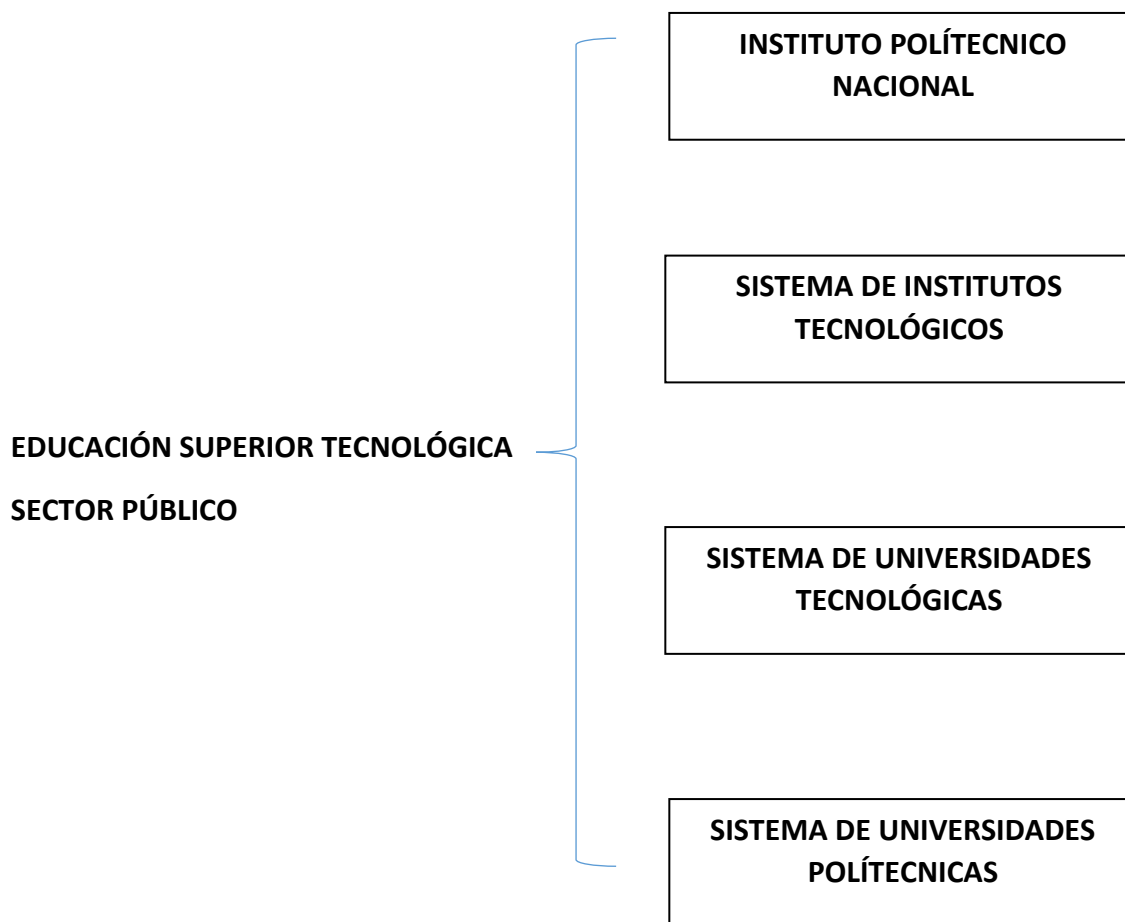 INSTITUTO POLÍTECNICO
NACIONAL
SISTEMA DE INSTITUTOS
TECNOLÓGICOS
EDUCACIÓN SUPERIOR TECNOLÓGICA
SECTOR PÚBLICO
SISTEMA DE UNIVERSIDADES
TECNOLÓGICAS
SISTEMA DE UNIVERSIDADES
POLÍTECNICAS